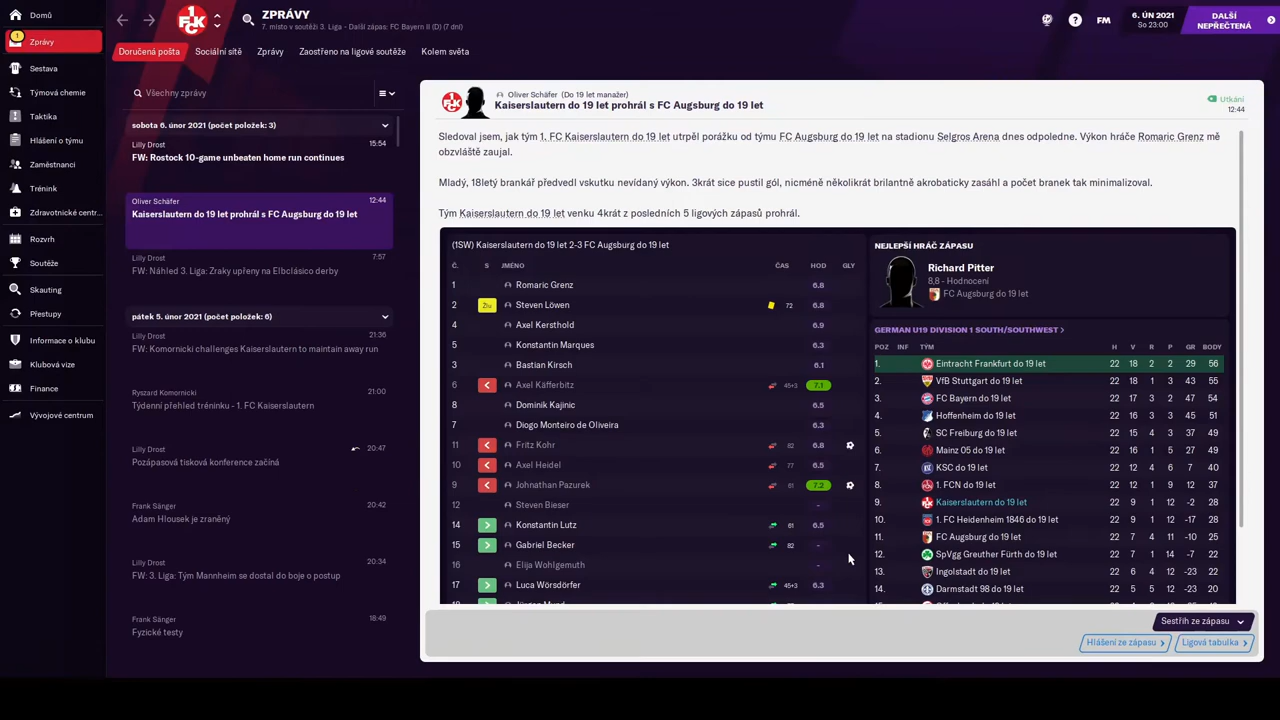 Domů
1
Zprávy
Sestava
Týmová chemie
Taktika
Hlášení o týmu
Zaměstnanci
Trénink
Zdravotnické centr...
Rozvrh
Soutěže
Skauting
Přestupy
Informace o klubu
Klubová vize
Finance
Vývojové centrum
ZPRÁVY
7. místo v soutěži 3. Liga - Další zápas: FC Bayern II (D) (7 dní)
? FM
6. ÚN 2021
So 23:00
DALŠÍ
NEPŘEČTENÁ
Doručená pošta Sociální sítě Zprávy Zaostřeno na ligové soutěže Kolem světa
Všechny zprávy
sobota 6. únor 2021 (počet položek: 3)
Lilly Drost 15:54
FW: Rostock 10-game unbeaten home run continues
Oliver Schäfer 12:44
Kaiserslautern do 19 let prohrál s FC Augsburg do 19 let
Lilly Drost 7:57
FW: Náhled 3. Liga: Zraky upřeny na Elbclásico derby
pátek 5. únor 2021 (počet položek: 6)
Lilly Drost 21:36
FW: Komornicki challenges Kaiserslautern to maintain away run
Ryszard Komornicki 21:00
Týdenní přehled tréninku - 1. FC Kaiserslautern
Lilly Drost 20:47
Pozápasová tisková konference začíná
Frank Sänger 20:42
Adam Hlousek je zraněný
Lilly Drost 20:34
FW: 3. Liga: Tým Mannheim se dostal do boje o postup
Frank Sänger 18:49
Fyzické testy
Oliver Schäfer (Do 19 let manažer)
Kaiserslautern do 19 let prohrál s FC Augsburg do 19 let
Utkání
12:44
Sledoval jsem, jak tým 1. FC Kaiserslautern do 19 let utrpěl porážku od týmu FC Augsburg do 19 let na stadionu Selgros Arena dnes odpoledne. Výkon hráče Romaric Grenz mě
obzvláště zaujal.
Mladý, 18letý brankář předvedl vskutku nevídaný výkon. 3krát sice pustil gól, nicméně několikrát brilantně akrobaticky zasáhl a počet branek tak minimalizoval.
Tým Kaiserslautern do 19 let venku 4krát z posledních 5 ligových zápasů prohrál.
(1SW) Kaiserslautern do 19 let 2-3 FC Augsburg do 19 let
Č. S JMÉNO ČAS HOD GLY
1 Romaric Grenz 6.8
2 Žlu Steven Löwen 72 6.8
4 Axel Kersthold 6.9
5 Konstantin Marques 6.3
3 Bastian Kirsch 6.1
6 Axel Käfferbitz 45+3 7.1
8 Dominik Kajinic 6.5
7 Diogo Monteiro de Oliveira 6.3
11 Fritz Kohr 82 6.8
10 Axel Heidel 77 6.5
9 Johnathan Pazurek 61 7.2
12 Steven Bieser -
14 Konstantin Lutz 61 6.5
15 Gabriel Becker 82 -
16 Elija Wohlgemuth -
17 Luca Wörsdörfer 45+3 6.3
NEJLEPŠÍ HRÁČ ZÁPASU
Richard Pitter
8,8 - Hodnocení
FC Augsburg do 19 let
GERMAN U19 DIVISION 1 SOUTH/SOUTHWEST
POZ INF TÝM H V R P GR BODY
1. Eintracht Frankfurt do 19 let 22 18 2 2 29 56
2. VfB Stuttgart do 19 let 22 18 1 3 43 55
3. FC Bayern do 19 let 22 17 3 2 47 54
4. Hoffenheim do 19 let 22 16 3 3 45 51
5. SC Freiburg do 19 let 22 15 4 3 37 49
6. Mainz 05 do 19 let 22 16 1 5 27 49
7. KSC do 19 let 22 12 4 6 7 40
8. 1. FCN do 19 let 22 12 1 9 12 37
9. Kaiserslautern do 19 let 22 9 1 12 -2 28
10. 1. FC Heidenheim 1846 do 19 let 22 9 1 12 -17 28
11. FC Augsburg do 19 let 22 7 4 11 -10 25
12. SpVgg Greuther Fürth do 19 let 22 7 1 14 -7 22
13. Ingolstadt do 19 let 22 6 4 12 -23 22
14. Darmstadt 98 do 19 let 22 5 5 12 -23 20
Sestřih ze zápasu
Hlášení ze zápasu
Ligová tabulka